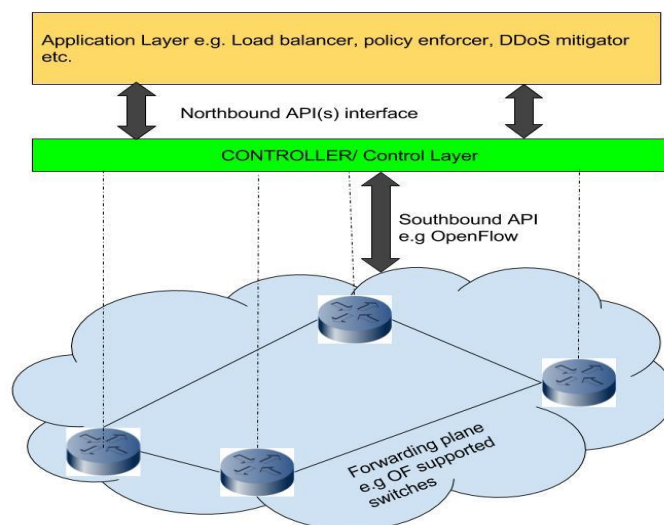 Application Layer e.g. Load balancer, policy enforcer, DDoS mitigator
etc.
Northbound API(s) interface
CONTROLLER/ Control Layer
Southbound API
e.g OpenFlow
Forwarding plane
e.g OF supported
switches